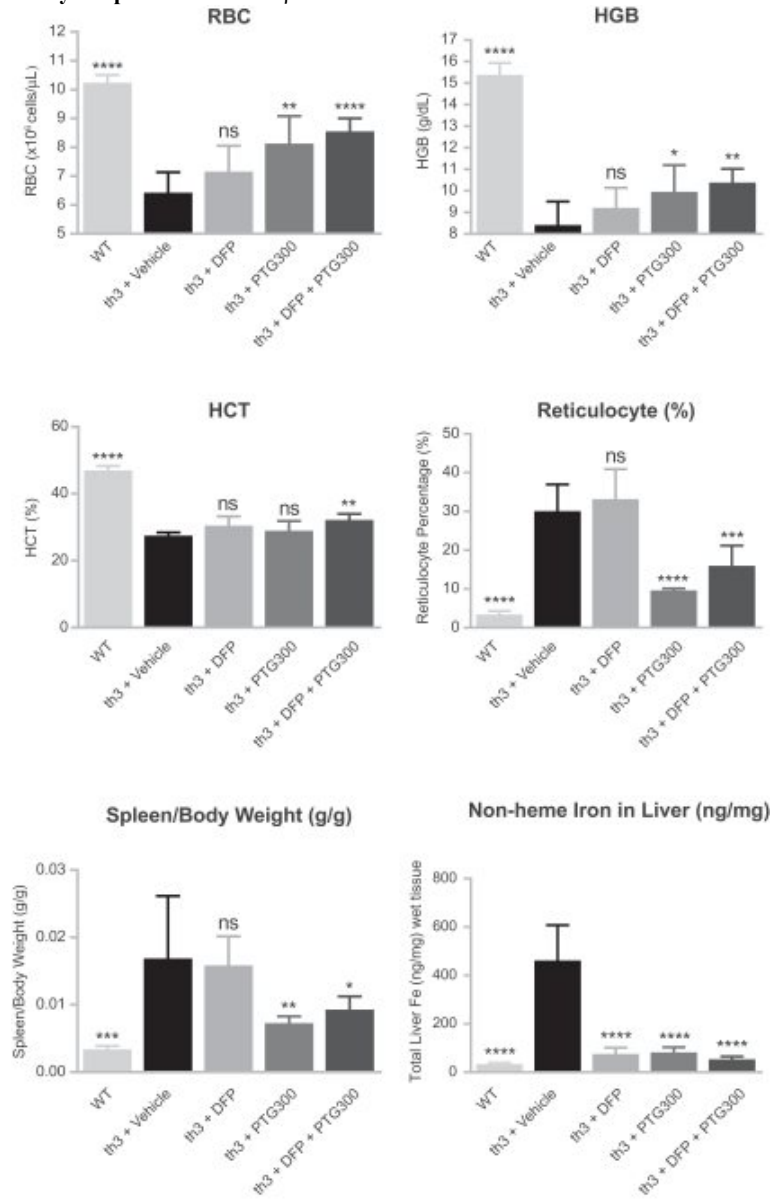 RBC
12
11
10
9
8
7
6
5
RBC (x10⁶ cells/µL)
****
ns
**
****
WT
th3 + Vehicle
th3 + DFP
th3 + PTG300
th3 + DFP + PTG300
HGB
17
16
15
14
13
12
11
10
9
8
HGB (g/dL)
****
ns
*
**
WT
th3 + Vehicle
th3 + DFP
th3 + PTG300
th3 + DFP + PTG300
HCT
60
40
20
0
HCT (%)
****
ns
ns
**
WT
th3 + Vehicle
th3 + DFP
th3 + PTG300
th3 + DFP + PTG300
Reticulocyte (%)
50
40
30
20
10
0
Reticulocyte Percentage (%)
****
ns
****
***
WT
th3 + Vehicle
th3 + DFP
th3 + PTG300
th3 + DFP + PTG300
Spleen/Body Weight (g/g)
0.03
0.02
0.01
0.00
Spleen/Body Weight (g/g)
***
ns
**
*
WT
th3 + Vehicle
th3 + DFP
th3 + PTG300
th3 + DFP + PTG300
Non-heme Iron in Liver (ng/mg)
800
600
400
200
0
Total Liver Fe (ng/mg) wet tissue
****
****
****
****
WT
th3 + Vehicle
th3 + DFP
th3 + PTG300
th3 + DFP + PTG300